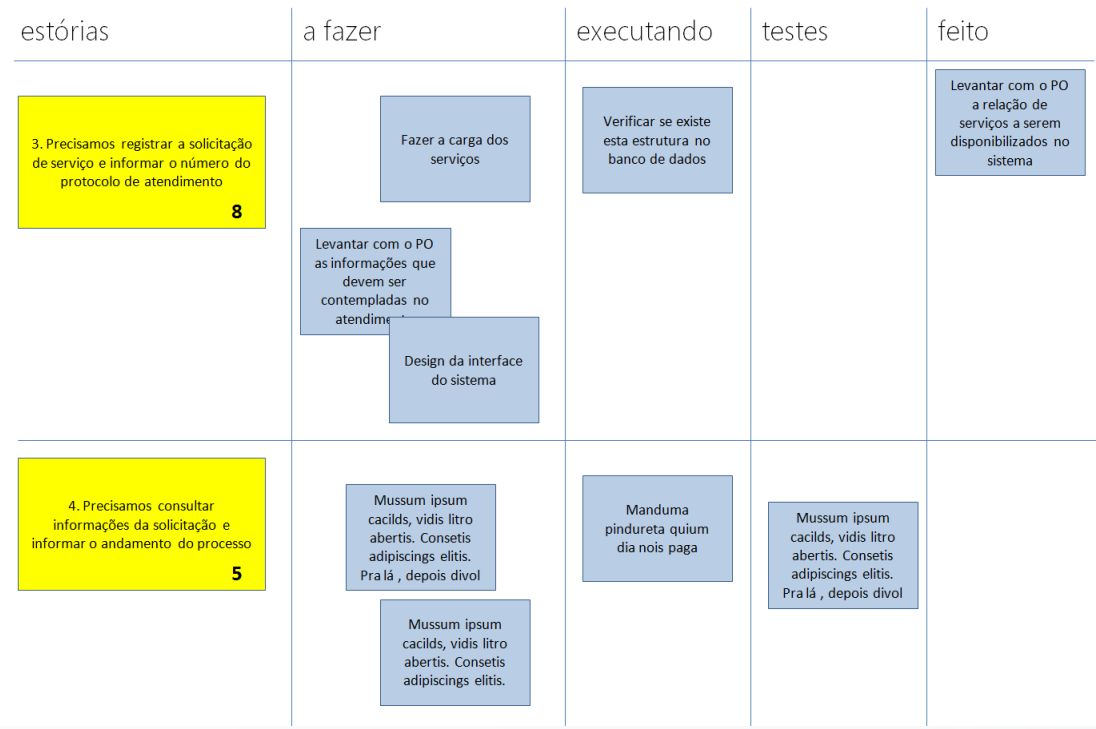 estórias
a fazer
executando
testes
feito
3. Precisamos registrar a solicitação
de serviço e informar o número do
protocolo de atendimento
8
Fazer a carga dos
serviços
Levantar com o PO
as informações que
devem ser
contempladas no
Design da interface
do sistema
Verificar se existe
esta estrutura no
banco de dados
Levantar com o PO
a relação de
serviços a serem
disponibilizados no
sistema
4. Precisamos consultar
informações da solicitação e
informar o andamento do processo
5
Mussum ipsum
cacilds, vidis litro
abertis. Consetis
adipiscings elitis.
Pra lá , depois divol
Mussum ipsum
cacilds, vidis litro
abertis. Consetis
adipiscings elitis.
Manduma
pindureta quium
dia nois paga
Mussum ipsum
cacilds, vidis litro
abertis. Consetis
adipiscings elitis.
Pra lá , depois divol